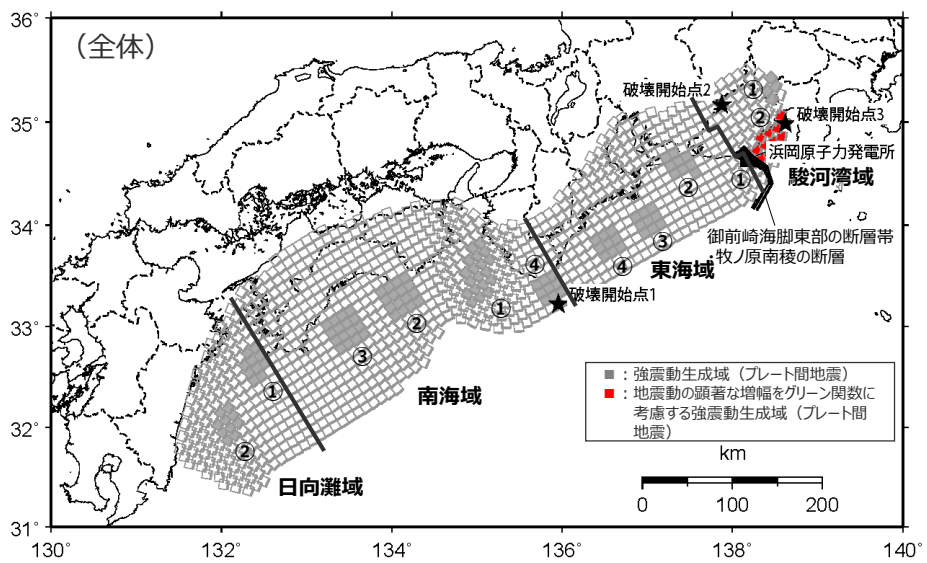 36°
（全体）
破壊開始点2
①
35°
②
破壊開始点3
浜岡原子力発電所
駿河湾域
②
①
34°
御前崎海脚東部の断層帯
・牧ノ原南稜の断層
③
④
④
東海域
破壊開始点1
33°
①
②
③
①
南海域
■：強震動生成域（プレート間地震）
■：地震動の顕著な増幅をグリーン関数に
考慮する強震動生成域（プレート間
地震）
32°
②
日向灘域
km
0 100 200
31°
130° 132° 134° 136° 138° 140°